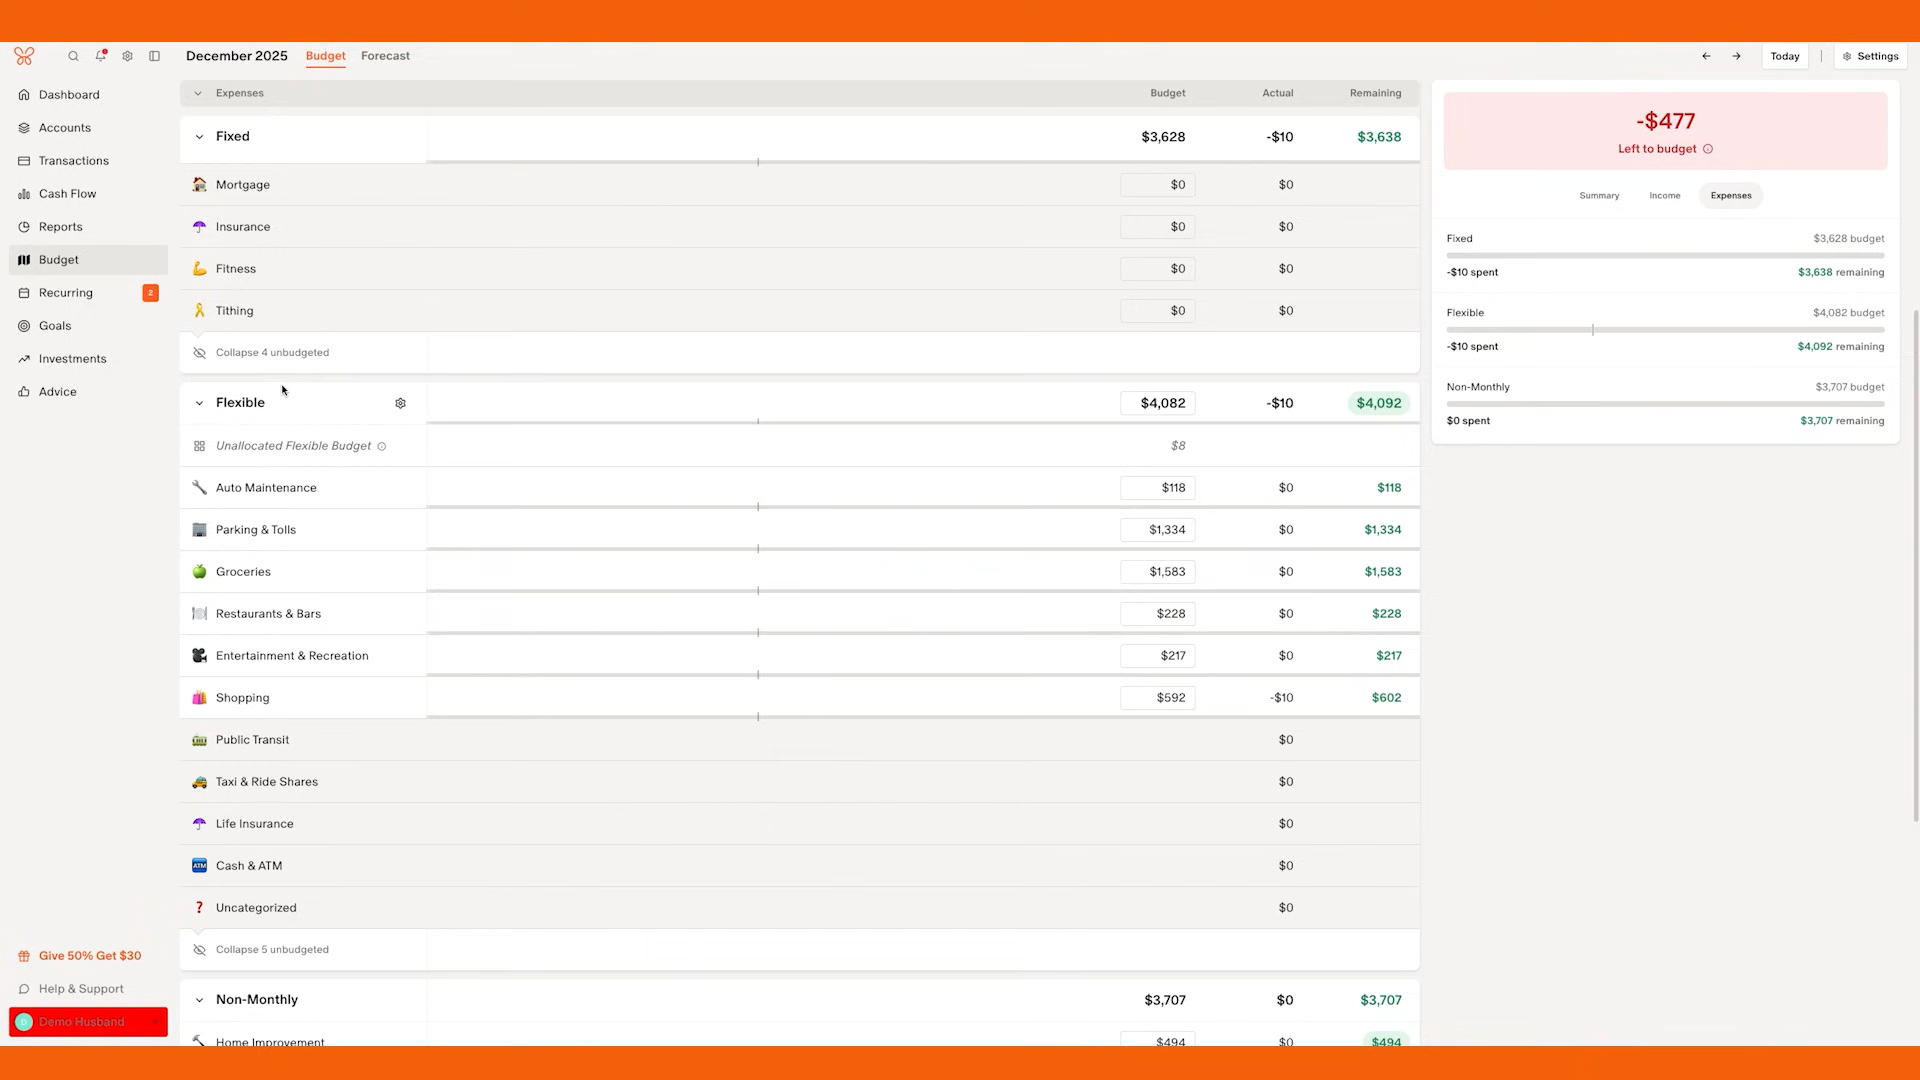 December 2025 Budget Forecast Today Settings
Dashboard
Accounts
Transactions
Cash Flow
Reports
Budget
Recurring 2
Goals
Investments
Advice
Give 50% Get $30
Help & Support
D Demo Husband
Expenses Budget Actual Remaining
Fixed $3,628 -$10 $3,638
Mortgage $0 $0
Insurance $0 $0
Fitness $0 $0
Tithing $0 $0
Collapse 4 unbudgeted
Flexible $4,082 -$10 $4,092
Unallocated Flexible Budget $8
Auto Maintenance $118 $0 $118
Parking & Tolls $1,334 $0 $1,334
Groceries $1,583 $0 $1,583
Restaurants & Bars $228 $0 $228
Entertainment & Recreation $217 $0 $217
Shopping $592 -$10 $602
Public Transit $0
Taxi & Ride Shares $0
Life Insurance $0
ATM Cash & ATM $0
Uncategorized $0
Collapse 5 unbudgeted
Non-Monthly $3,707 $0 $3,707
Home Improvement $494 $0 $494
-$477
Left to budget
Summary Income Expenses
Fixed $3,628 budget
-$10 spent $3,638 remaining
Flexible $4,082 budget
-$10 spent $4,092 remaining
Non-Monthly $3,707 budget
$0 spent $3,707 remaining